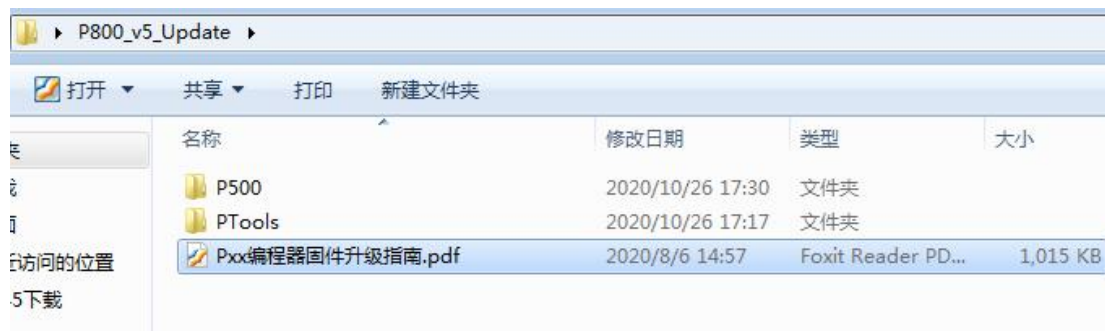 P800_v5_Update
打开 共享 打印 新建文件夹
名称 修改日期 类型 大小
P500 2020/10/26 17:30 文件夹
PTools 2020/10/26 17:17 文件夹
Pxx编程器固件升级指南.pdf 2020/8/6 14:57 Foxit Reader PD... 1,015 KB
访问的位置
5下载